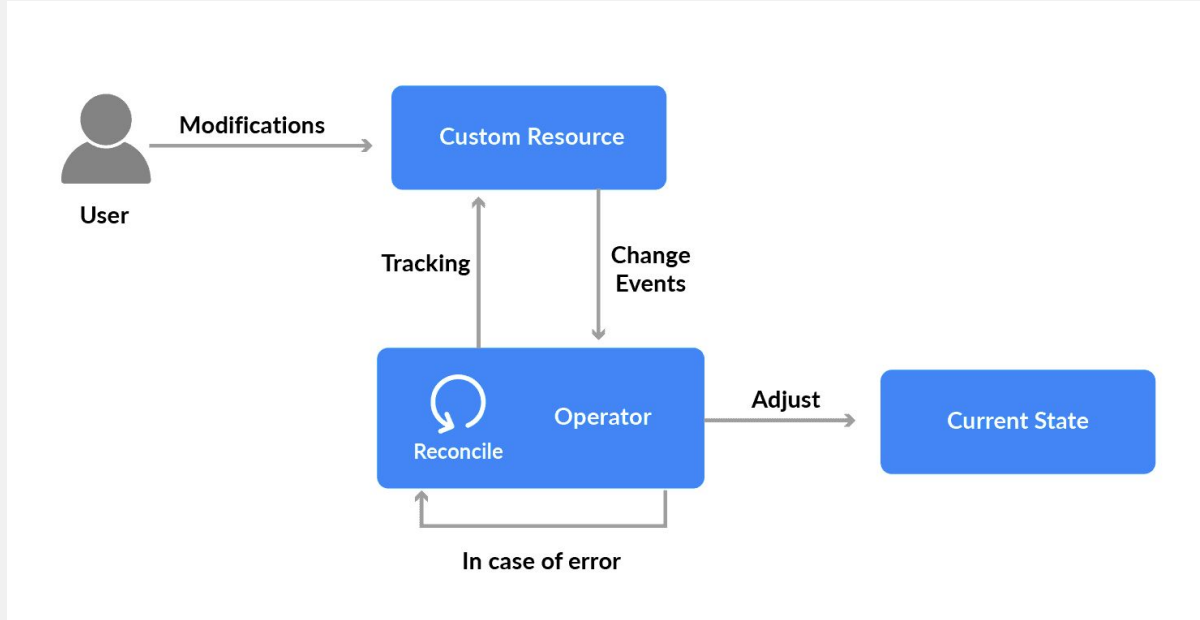 Modifications
Custom Resource
User
Tracking
Change
Events
Reconcile
Operator
Adjust
Current State
In case of error